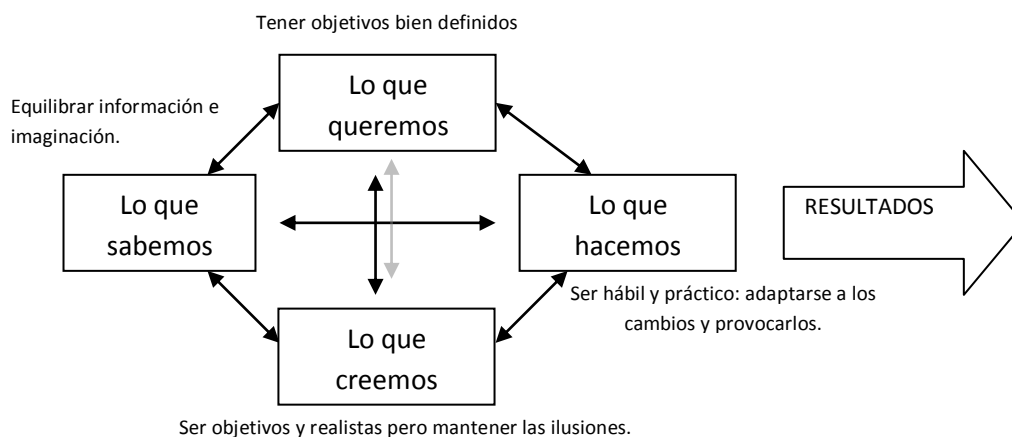 Tener objetivos bien definidos
Lo que
queremos
Equilibrar información e
imaginación.
Lo que
sabemos
Lo que
hacemos
RESULTADOS
Ser hábil y práctico: adaptarse a los
cambios y provocarlos.
Lo que
creemos
Ser objetivos y realistas pero mantener las ilusiones.